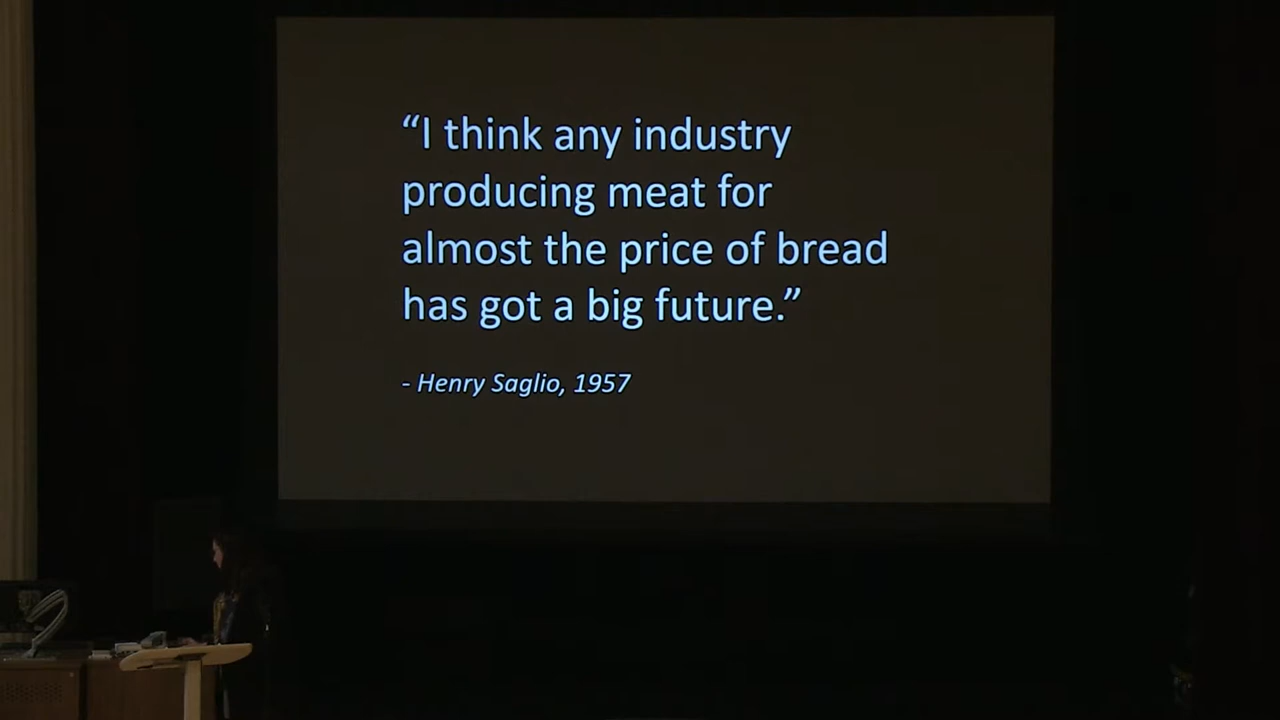 “I think any industry
producing meat for
almost the price of bread
has got a big future.”
- Henry Saglio, 1957